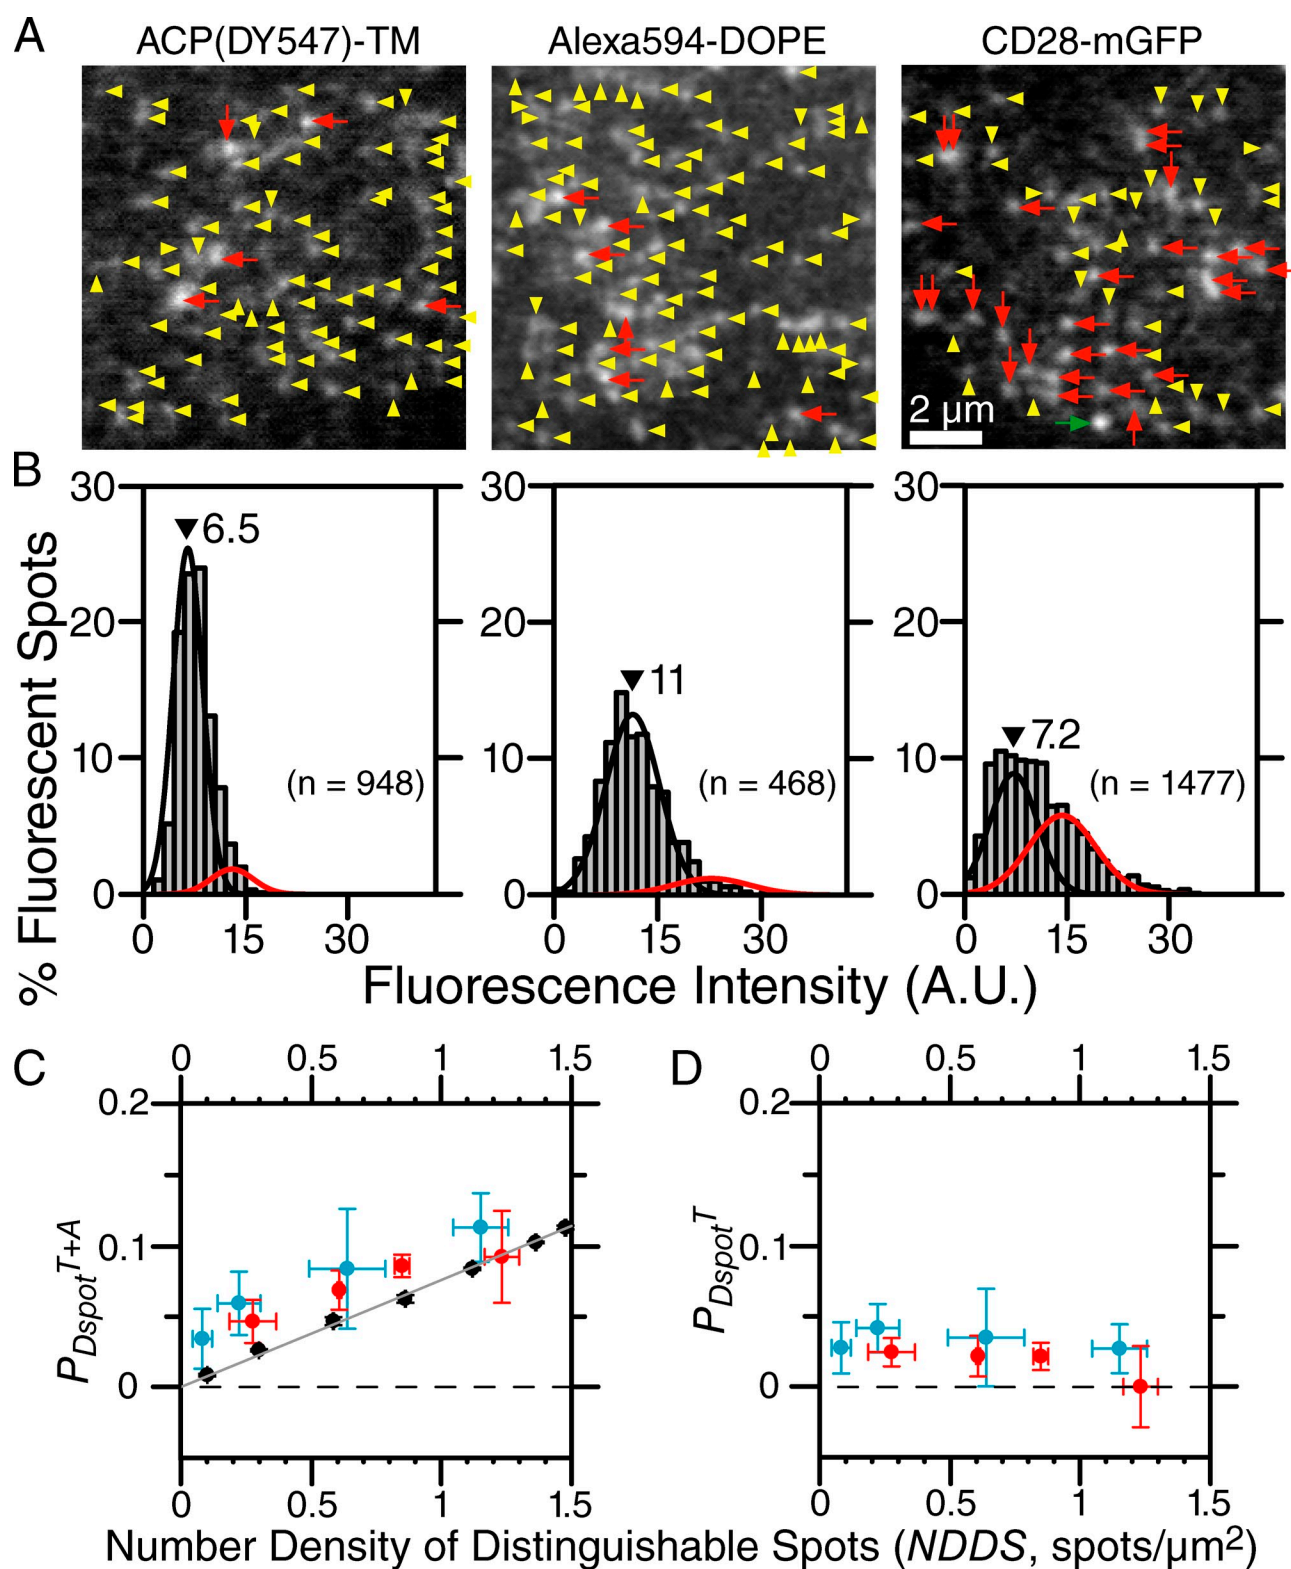 A
ACP(DY547)-TM Alexa594-DOPE CD28-mGFP
2 µm
B
% Fluorescent Spots
30 30 30
6.5
20 20 20
11
7.2
10 10 10
(n = 948) (n = 468) (n = 1477)
0 0 0
0 15 30 0 15 30 0 15 30
Fluorescence Intensity (A.U.)
C
0 0.5 1 1.5
0.2
0.1
0
P_Dspot^T+A
0 0.5 1 1.5
D
0 0.5 1 1.5
0.2
0.1
0
P_Dspot^T
0 0.5 1 1.5
Number Density of Distinguishable Spots (NDDS, spots/µm²)